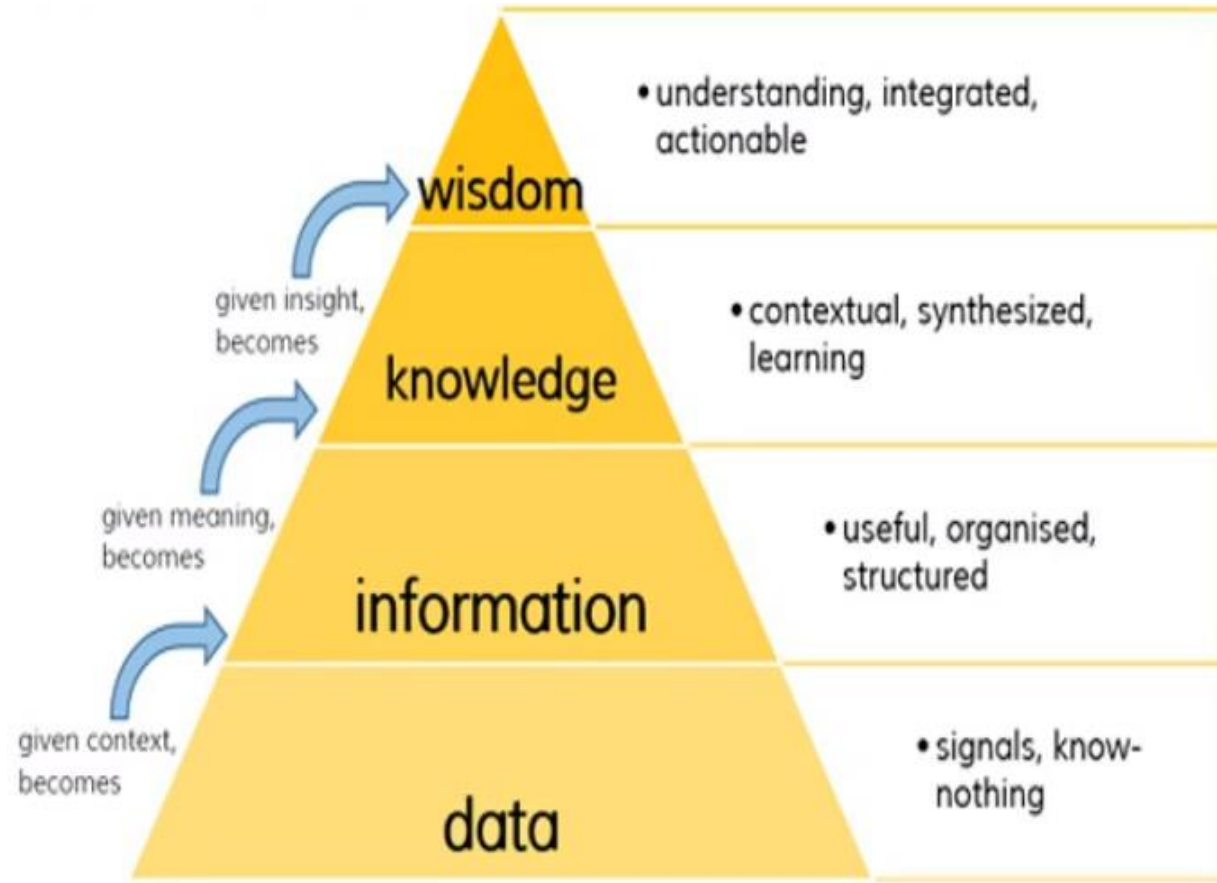 • understanding, integrated,
actionable
wisdom
given insight,
becomes
• contextual, synthesized,
learning
knowledge
given meaning,
becomes
• useful, organised,
structured
information
given context,
becomes
• signals, know-
nothing
data